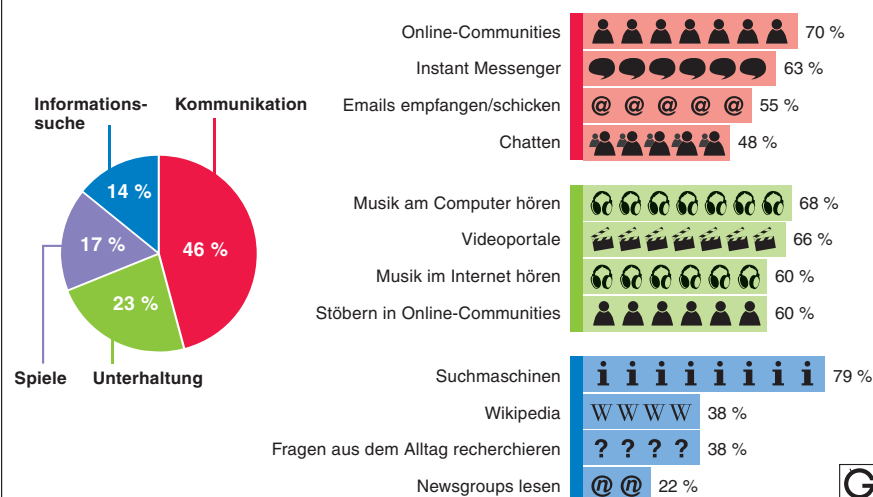 Informations-
suche
Kommunikation
14 %
17 %
46 %
23 %
Spiele
Unterhaltung
Online-Communities 70 %
Instant Messenger 63 %
Emails empfangen/schicken @ @ @ @ @ 55 %
Chatten 48 %
Musik am Computer hören 68 %
Videoportale 66 %
Musik im Internet hören 60 %
Stöbern in Online-Communities 60 %
Suchmaschinen i i i i i i i i 79 %
Wikipedia W W W W 38 %
Fragen aus dem Alltag recherchieren ? ? ? ? 38 %
Newsgroups lesen n n 22 %
G